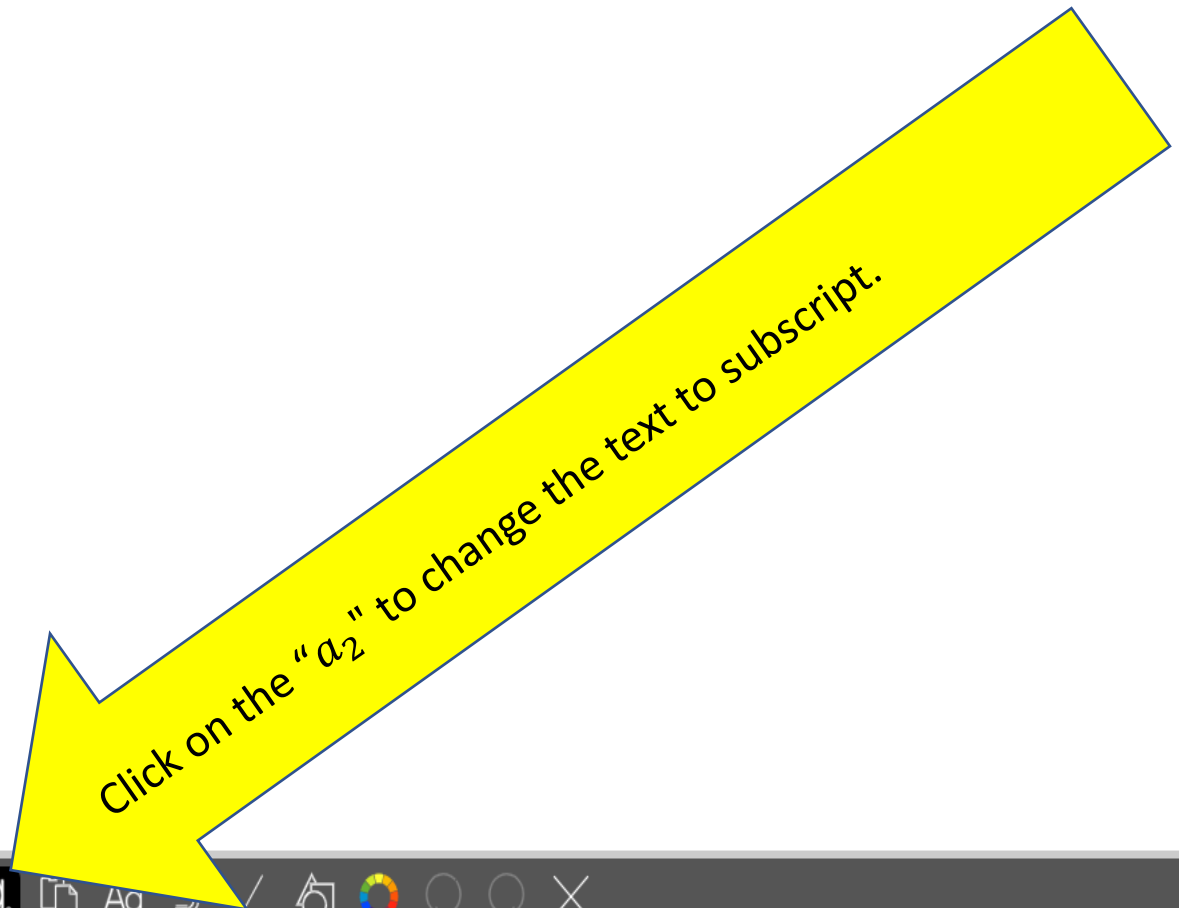 Click on the “𝑎₂" to change the text to subscript.
Aa